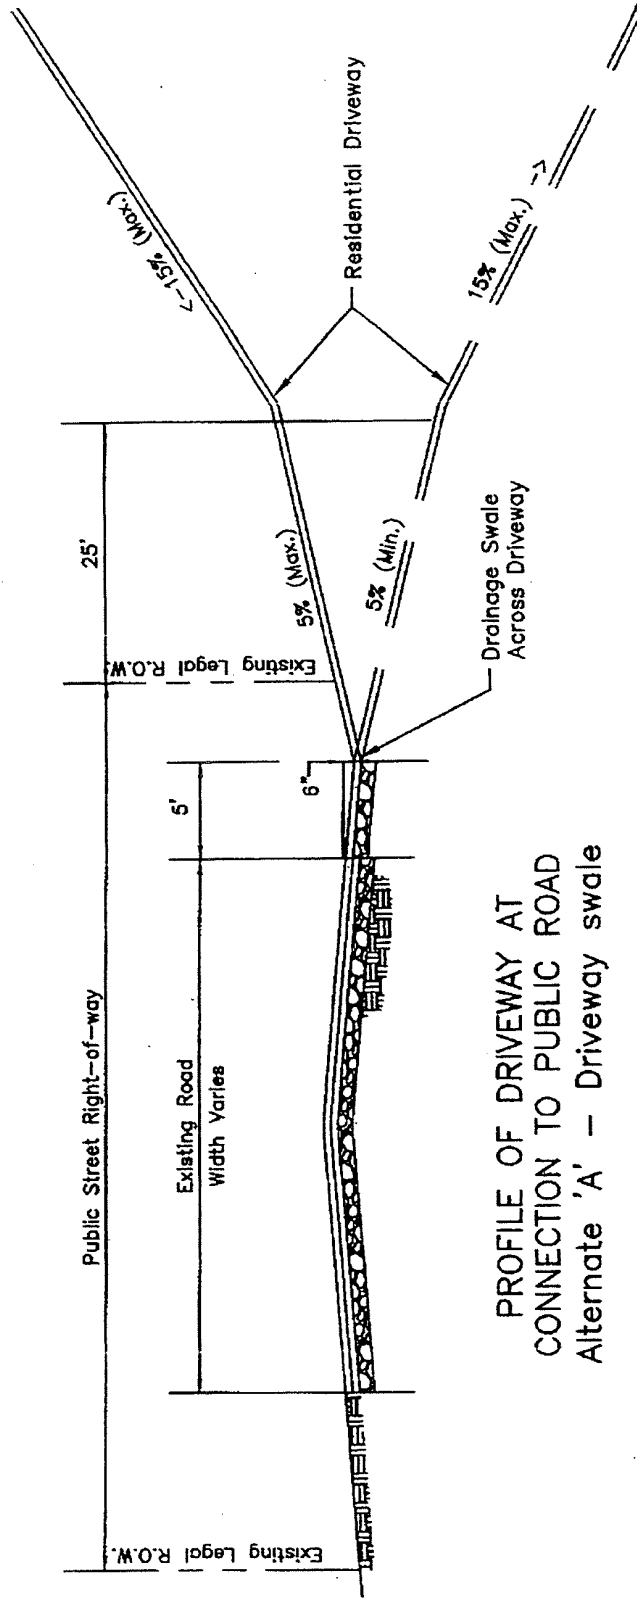 Public Street Right-of-way
25'
Existing Legal R.O.W.
Existing Legal R.O.W.
Existing Road
Width Varies
5'
6"
5% (Max.)
<-15% (Max.)
5% (Min.)
15% (Max.) ->
Residential Driveway
Drainage Swale
Across Driveway
PROFILE OF DRIVEWAY AT
CONNECTION TO PUBLIC ROAD
Alternate 'A' - Driveway swale